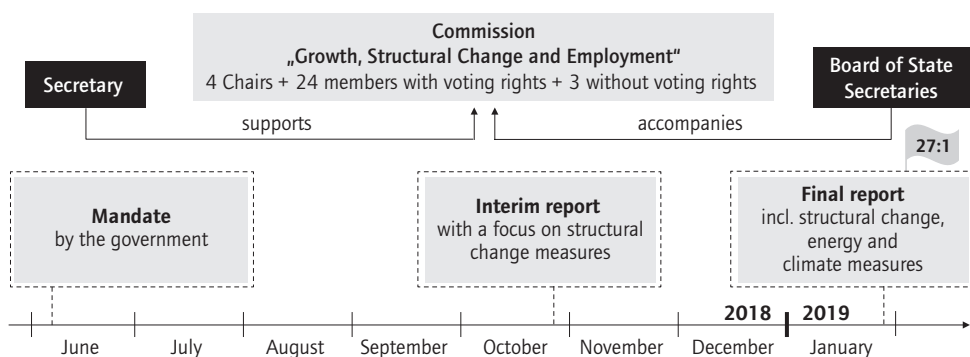 Commission
„Growth, Structural Change and Employment“
4 Chairs + 24 members with voting rights + 3 without voting rights
Secretary
Board of State
Secretaries
supports
accompanies
27:1
Mandate
by the government
Interim report
with a focus on structural
change measures
Final report
incl. structural change,
energy and
climate measures
2018
2019
June
July
August
September
October
November
December
January